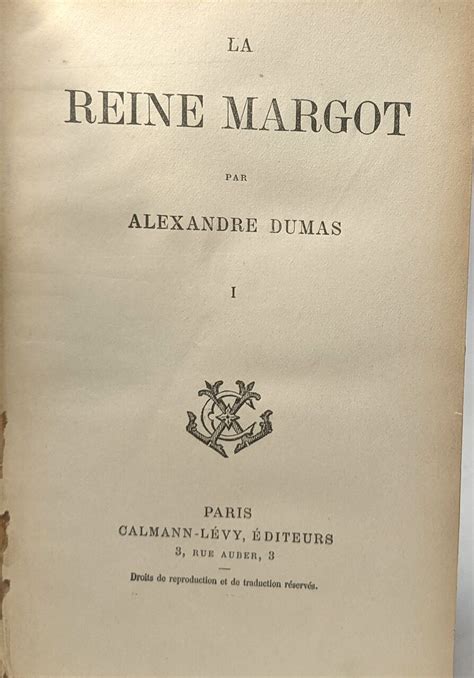 LA
REINE MARGOT
PAR
ALEXANDRE DUMAS
I
PARIS
CALMANN-LÉVY, ÉDITEURS
3, RUE AUBER, 3
Droits de reproduction et de traduction réservés.